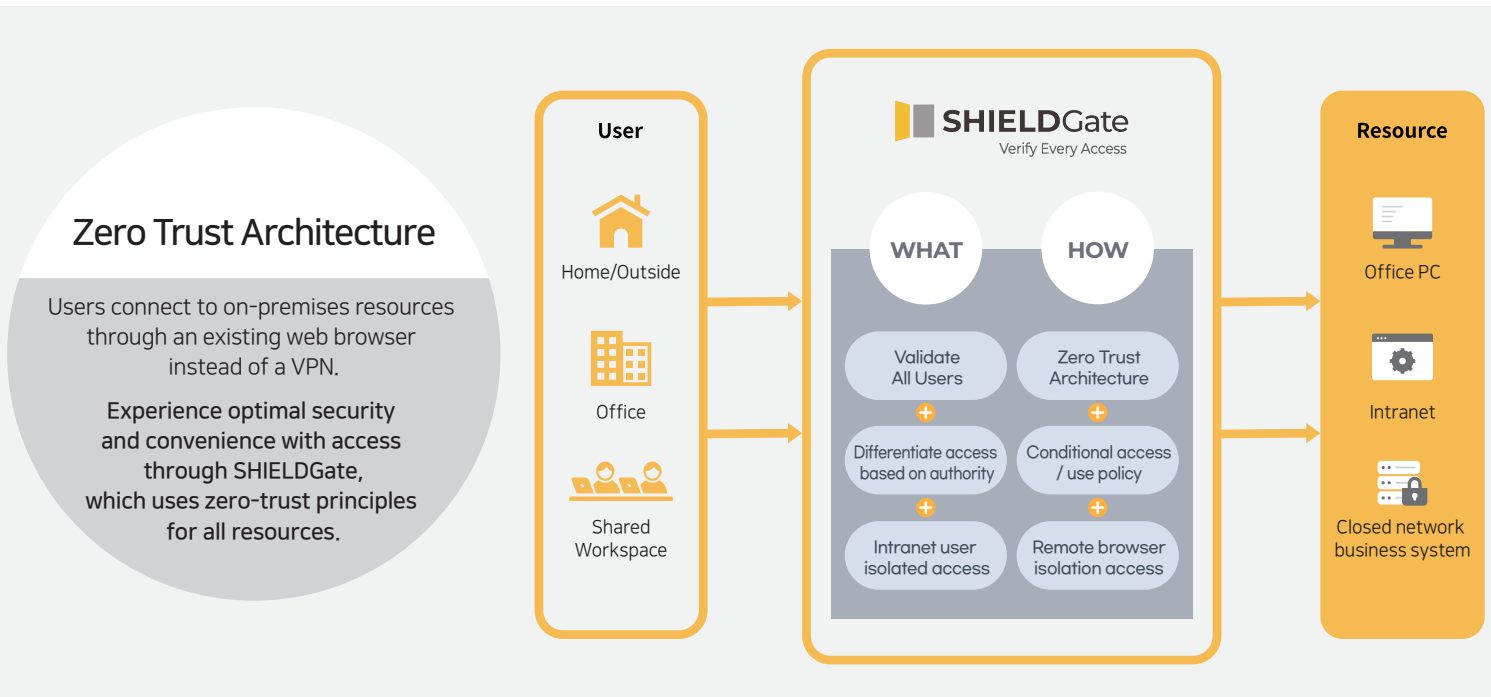 Zero Trust Architecture
Users connect to on-premises resources
through an existing web browser
instead of a VPN.
Experience optimal security
and convenience with access
through SHIELDGate,
which uses zero-trust principles
for all resources.
User
Home/Outside
Office
Shared
Workspace
SHIELDGate
Verify Every Access
WHAT
HOW
Validate
All Users
Zero Trust
Architecture
Differentiate access
based on authority
Conditional access
/ use policy
Intranet user
isolated access
Remote browser
isolation access
Resource
Office PC
Intranet
Closed network
business system